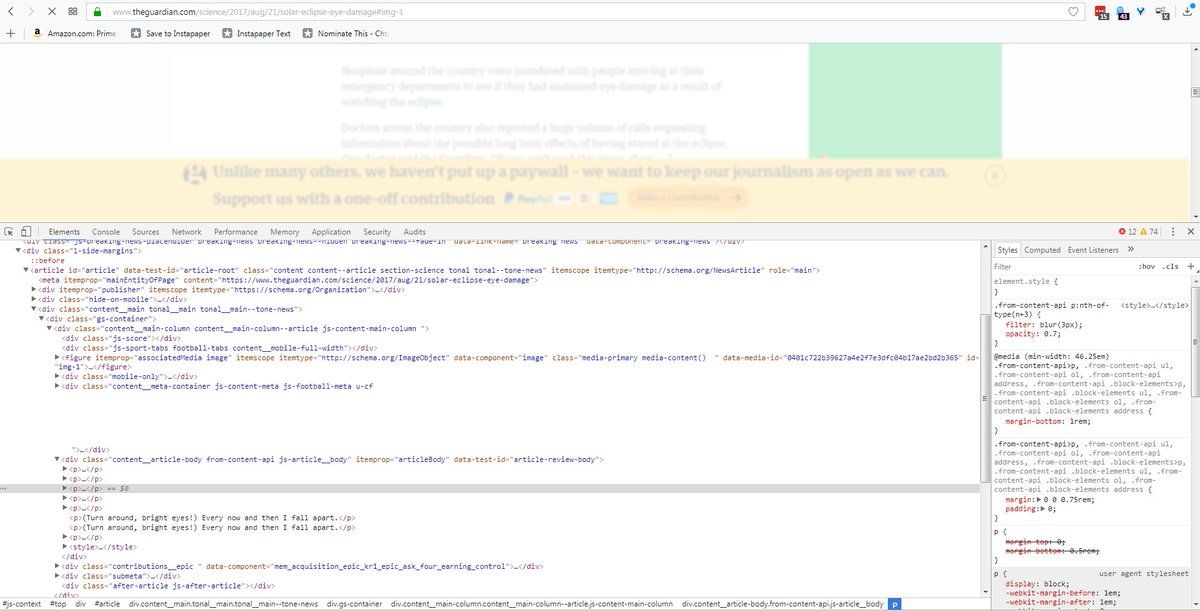 www.theguardian.com/science/2017/aug/21/solar-eclipse-eye-damage#img-1
15
43
X
Amazon.com: Prime
Save to Instapaper
Instapaper Text
Nominate This - Ch
Hospitals around the country were inundated with people arriving at their
emergency departments to see if they had sustained eye damage as a result of
watching the eclipse.
Doctors across the country also reported a huge volume of calls requesting
information about the possible long term effects of having stared at the eclipse.
Unlike many others, we haven't put up a paywall - we want to keep our journalism as open as we can.
Support us with a one-off contribution PayPal VISA Make a Contribution
Elements Console Sources Network Performance Memory Application Security Audits 12 74
<div class="js-breaking-news-placeholder breaking-news breaking-news--hidden breaking-news--fade-in" data-link-name="breaking news" data-component="breaking-news"></div>
<div class="l-side-margins">
::before
<article id="article" data-test-id="article-root" class="content content--article section-science tonal tonal--tone-news" itemscope itemtype="http://schema.org/NewsArticle" role="main">
<meta itemprop="mainEntityOfPage" content="https://www.theguardian.com/science/2017/aug/21/solar-eclipse-eye-damage">
<div itemprop="publisher" itemscope itemtype="https://schema.org/Organization">…</div>
<div class="hide-on-mobile">…</div>
<div class="content__main tonal__main tonal__main--tone-news">
<div class="gs-container">
<div class="content__main-column content__main-column--article js-content-main-column ">
<div class="js-score"></div>
<div class="js-sport-tabs football-tabs content__mobile-full-width"></div>
<figure itemprop="associatedMedia image" itemscope itemtype="http://schema.org/ImageObject" data-component="image" class="media-primary media-content() " data-media-id="0401c722b39627a4e2f7e3dfc04b17ae2bd2b365" id=
"img-1">…</figure>
<div class="mobile-only">…</div>
<div class="content__meta-container js-content-meta js-football-meta u-cf
">…</div>
<div class="content__article-body from-content-api js-article__body" itemprop="articleBody" data-test-id="article-review-body">
<p>…</p>
<p>…</p>
<p>…</p> == $0
<p>…</p>
<p>…</p>
<p>(Turn around, bright eyes!) Every now and then I fall apart.</p>
<p>(Turn around, bright eyes!) Every now and then I fall apart.</p>
<p>…</p>
<style>…</style>
</div>
<div class="contributions__epic " data-component="mem_acquisition_epic_kr1_epic_ask_four_earning_control">…</div>
<div class="submeta">…</div>
<div class="after-article js-after-article"></div>
</div>
#js-context #top div #article div.content__main.tonal__main.tonal__main--tone-news div.gs-container div.content__main-column.content__main-column--article.js-content-main-column div.content__article-body.from-content-api.js-article__body p
Styles Computed Event Listeners »
Filter :hov .cls +
element.style {
}
.from-content-api p:nth-of- <style>…</style>
type(n+3) {
filter: blur(3px);
opacity: 0.7;
}
@media (min-width: 46.25em)
.from-content-api>p, .from-content-api ul,
.from-content-api ol, .from-content-api
address, .from-content-api .block-elements>p,
.from-content-api .block-elements ul, .from-
content-api .block-elements ol, .from-
content-api .block-elements address {
margin-bottom: 1rem;
}
.from-content-api>p, .from-content-api ul,
.from-content-api ol, .from-content-api
address, .from-content-api .block-elements>p,
.from-content-api .block-elements ul, .from-
content-api .block-elements ol, .from-
content-api .block-elements address {
margin: 0 0 0.75rem;
padding: 0;
}
p {
margin-top: 0;
margin-bottom: 0.5rem;
}
p { user agent stylesheet
display: block;
-webkit-margin-before: 1em;
-webkit-margin-after: 1em;